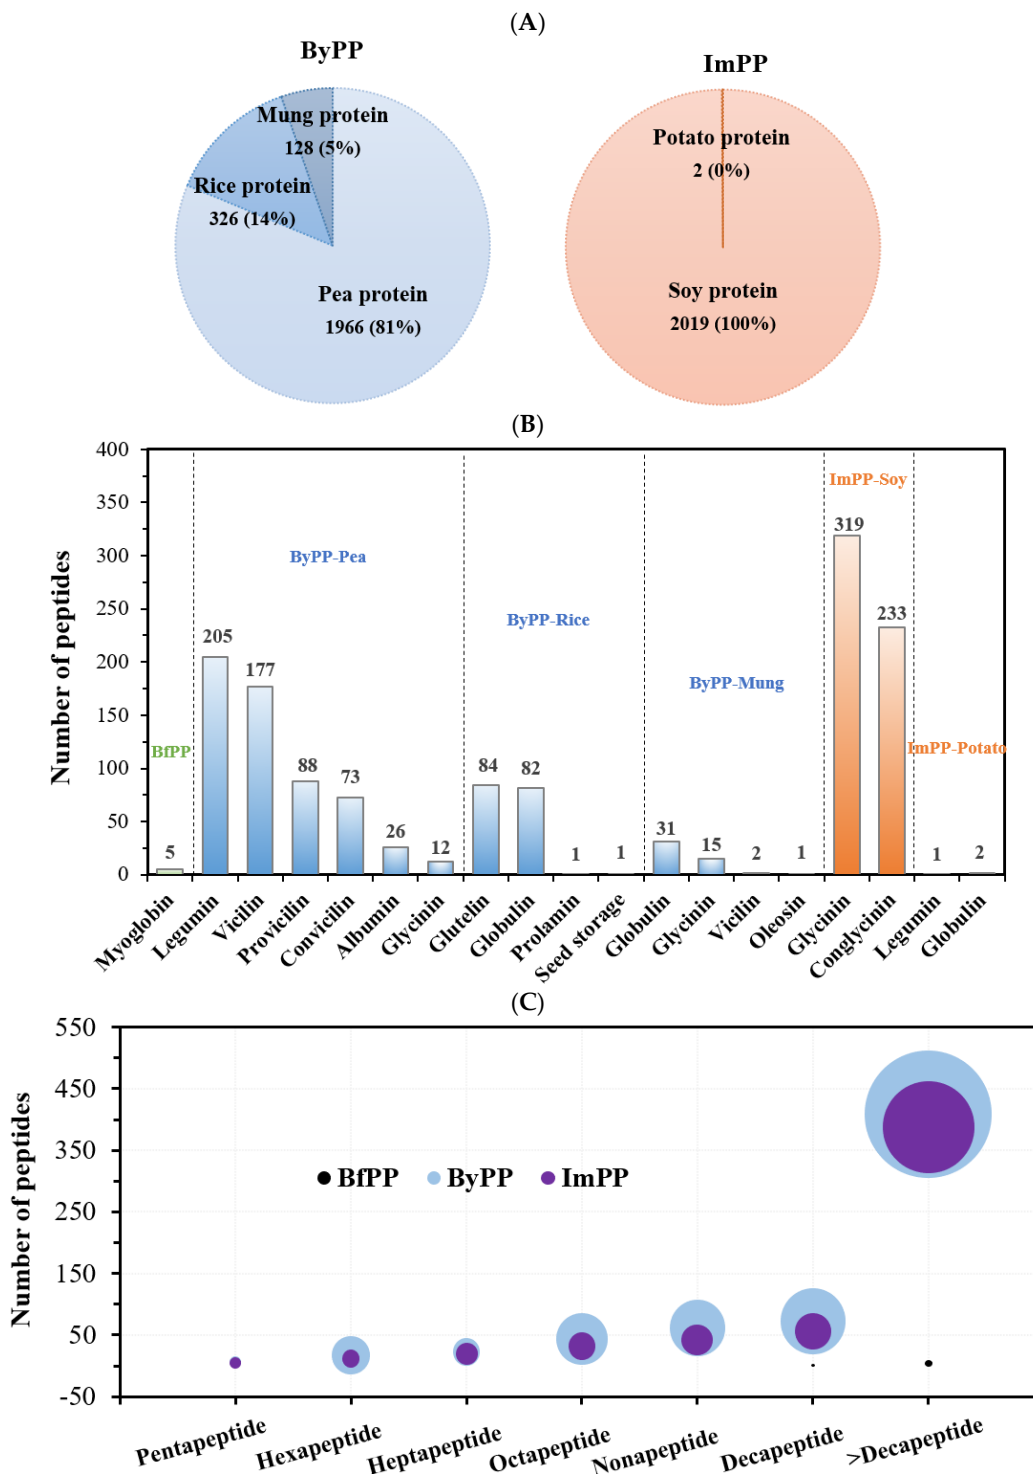 (A)
ByPP
ImPP
Mung protein
128 (5%)
Rice protein
326 (14%)
Pea protein
1966 (81%)
Potato protein
2 (0%)
Soy protein
2019 (100%)
(B)
Number of peptides
400
350
300
250
200
150
100
50
0
BfPP
ByPP-Pea
ByPP-Rice
ByPP-Mung
ImPP-Soy
ImPP-Potato
5
205
177
88
73
26
12
84
82
1
1
31
15
2
1
319
233
1
2
Myoglobin
Legumin
Vicilin
Provicilin
Convicilin
Albumin
Glycinin
Glutelin
Globulin
Prolamin
Seed storage
Globulin
Glycinin
Vicilin
Oleosin
Glycinin
Conglycinin
Legumin
Globulin
(C)
Number of peptides
550
450
350
250
150
50
-50
BfPP
ByPP
ImPP
Pentapeptide
Hexapeptide
Heptapeptide
Octapeptide
Nonapeptide
Decapeptide
>Decapeptide